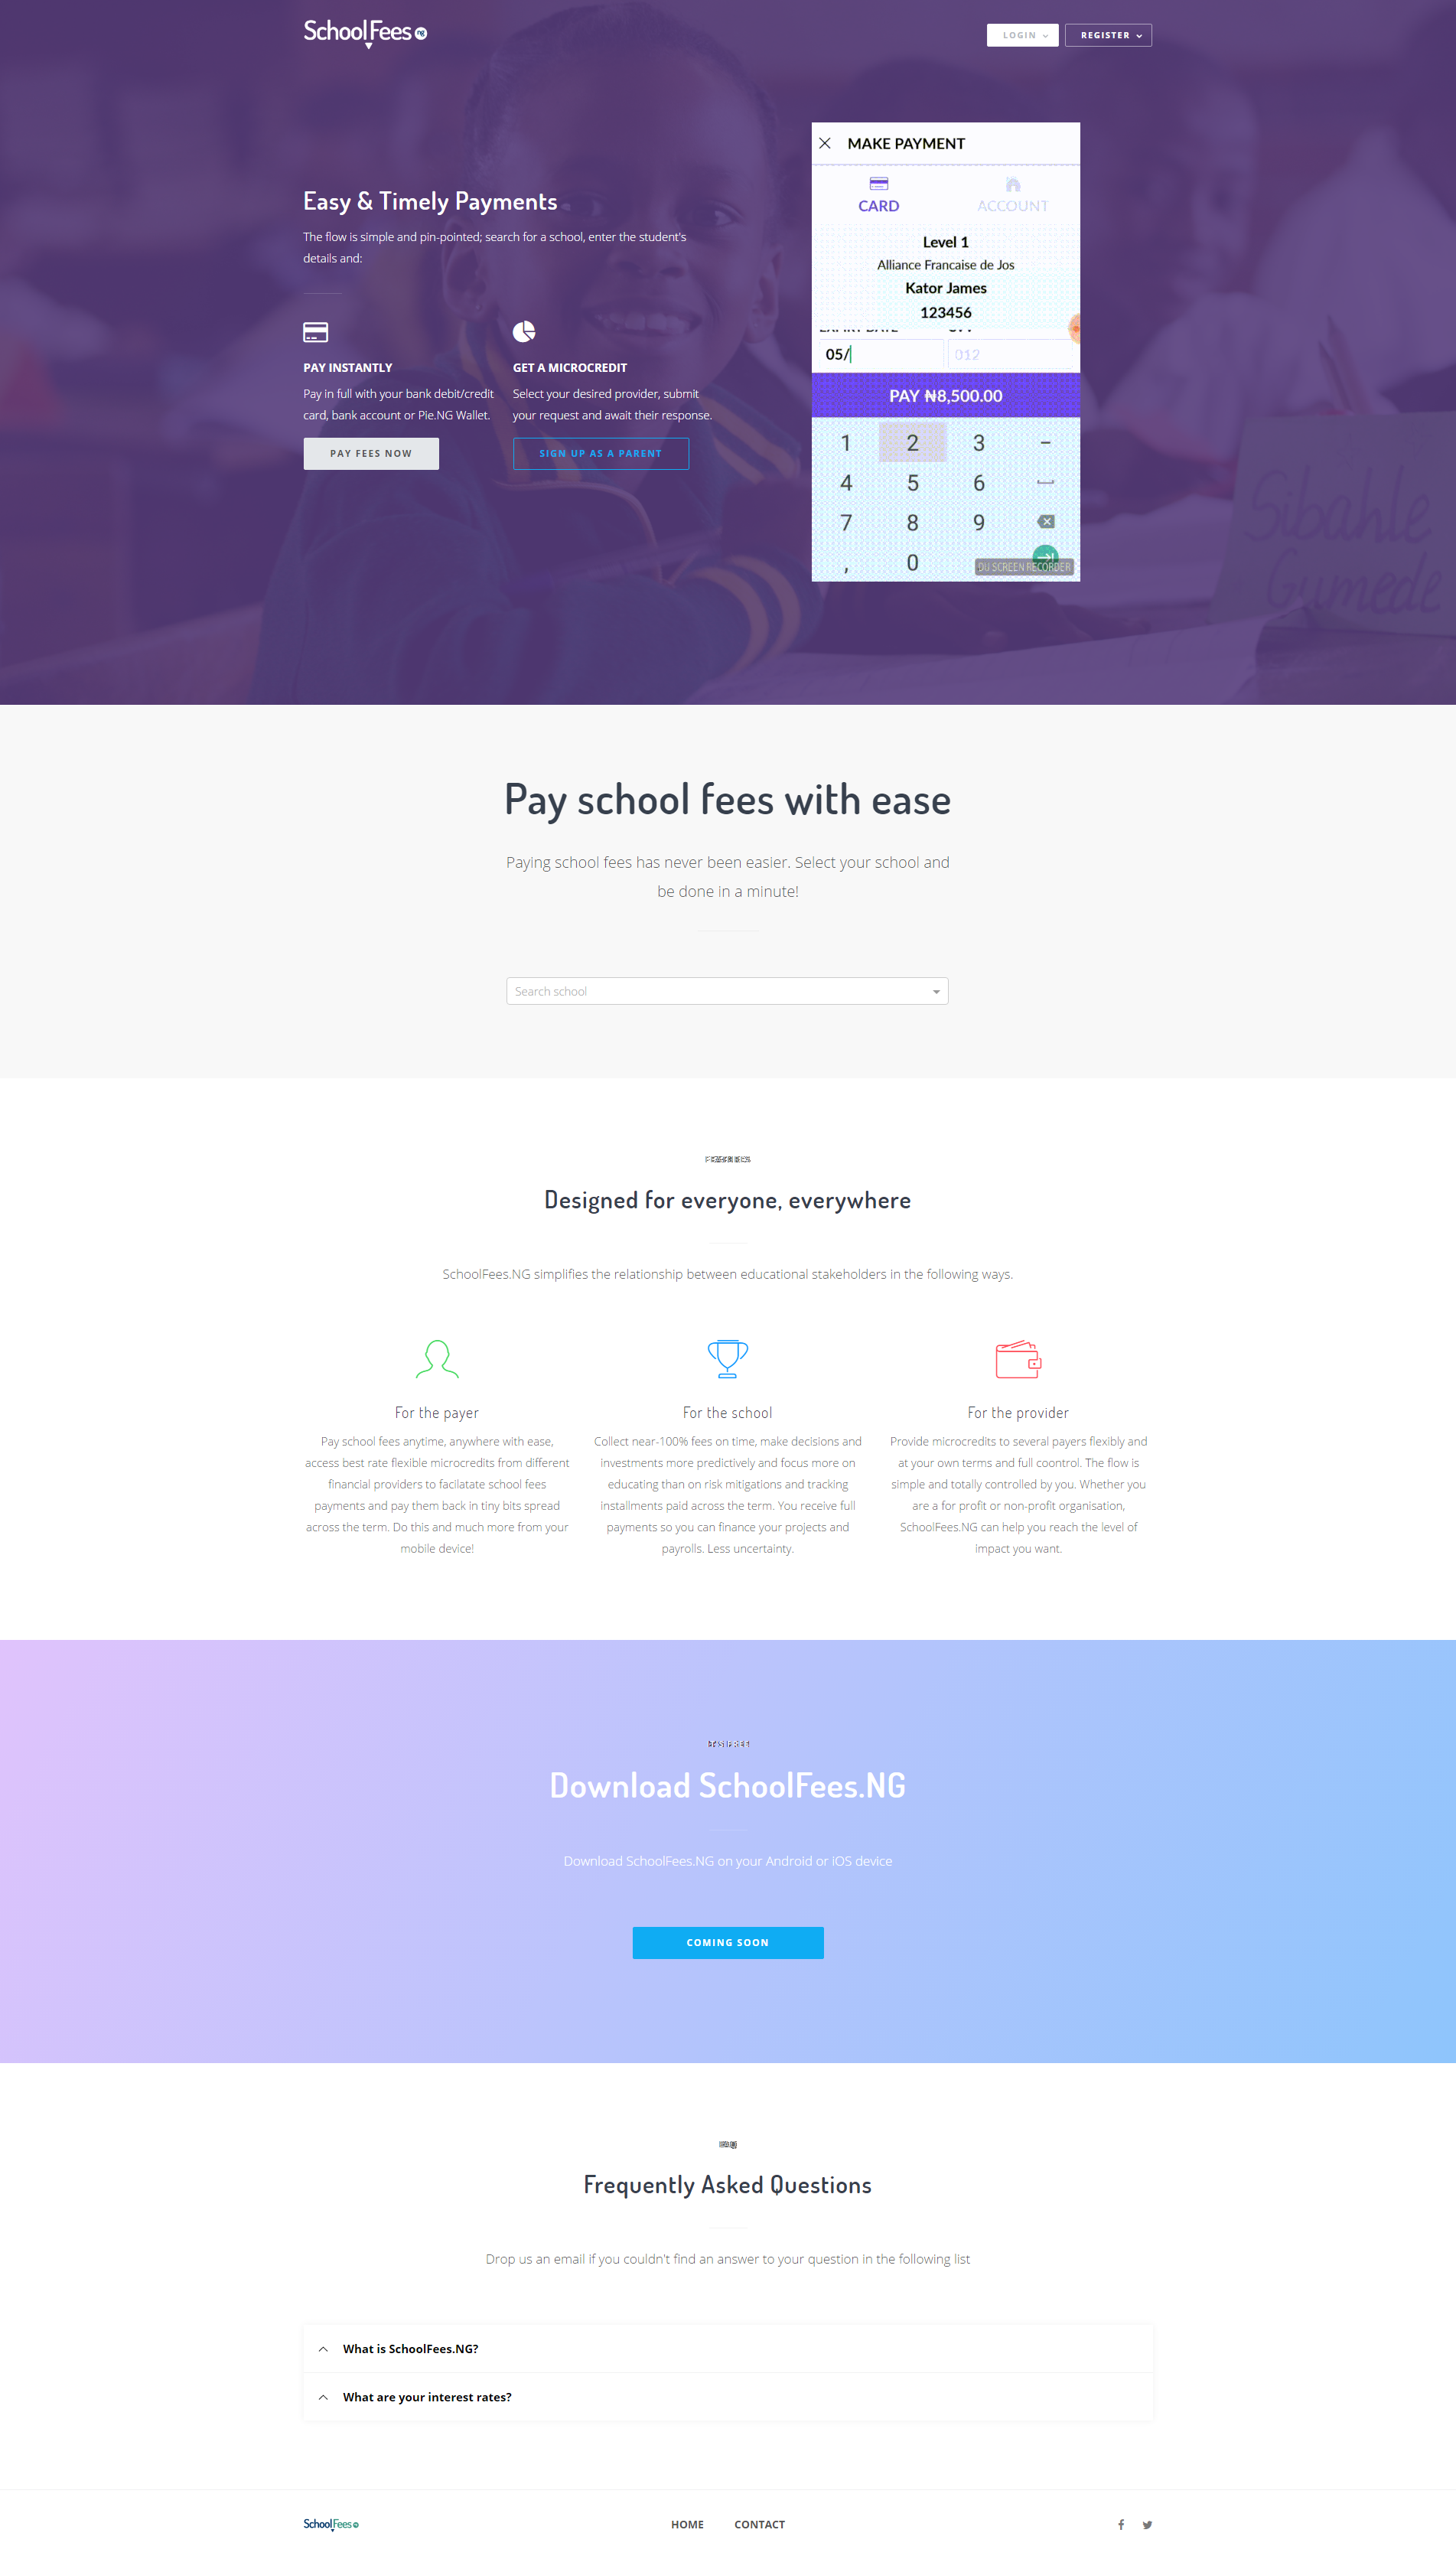 SchoolFees NG
LOGIN
REGISTER
Easy & Timely Payments
The flow is simple and pin-pointed; search for a school, enter the student's
details and:
PAY INSTANTLY
Pay in full with your bank debit/credit
card, bank account or Pie.NG Wallet.
PAY FEES NOW
GET A MICROCREDIT
Select your desired provider, submit
your request and await their response.
SIGN UP AS A PARENT
MAKE PAYMENT
CARD
ACCOUNT
Level 1
Alliance Francaise de Jos
Kator James
123456
05/
012
PAY ₦8,500.00
1 2 3 -
4 5 6
7 8 9
, 0
DU SCREEN RECORDER
Sibahle
Gumede
Pay school fees with ease
Paying school fees has never been easier. Select your school and
be done in a minute!
Search school
Designed for everyone, everywhere
SchoolFees.NG simplifies the relationship between educational stakeholders in the following ways.
For the payer
Pay school fees anytime, anywhere with ease,
access best rate flexible microcredits from different
financial providers to facilatate school fees
payments and pay them back in tiny bits spread
across the term. Do this and much more from your
mobile device!
For the school
Collect near-100% fees on time, make decisions and
investments more predictively and focus more on
educating than on risk mitigations and tracking
installments paid across the term. You receive full
payments so you can finance your projects and
payrolls. Less uncertainty.
For the provider
Provide microcredits to several payers flexibly and
at your own terms and full coontrol. The flow is
simple and totally controlled by you. Whether you
are a for profit or non-profit organisation,
SchoolFees.NG can help you reach the level of
impact you want.
IT'S FREE
Download SchoolFees.NG
Download SchoolFees.NG on your Android or iOS device
COMING SOON
Frequently Asked Questions
Drop us an email if you couldn't find an answer to your question in the following list
What is SchoolFees.NG?
What are your interest rates?
SchoolFees
HOME
CONTACT